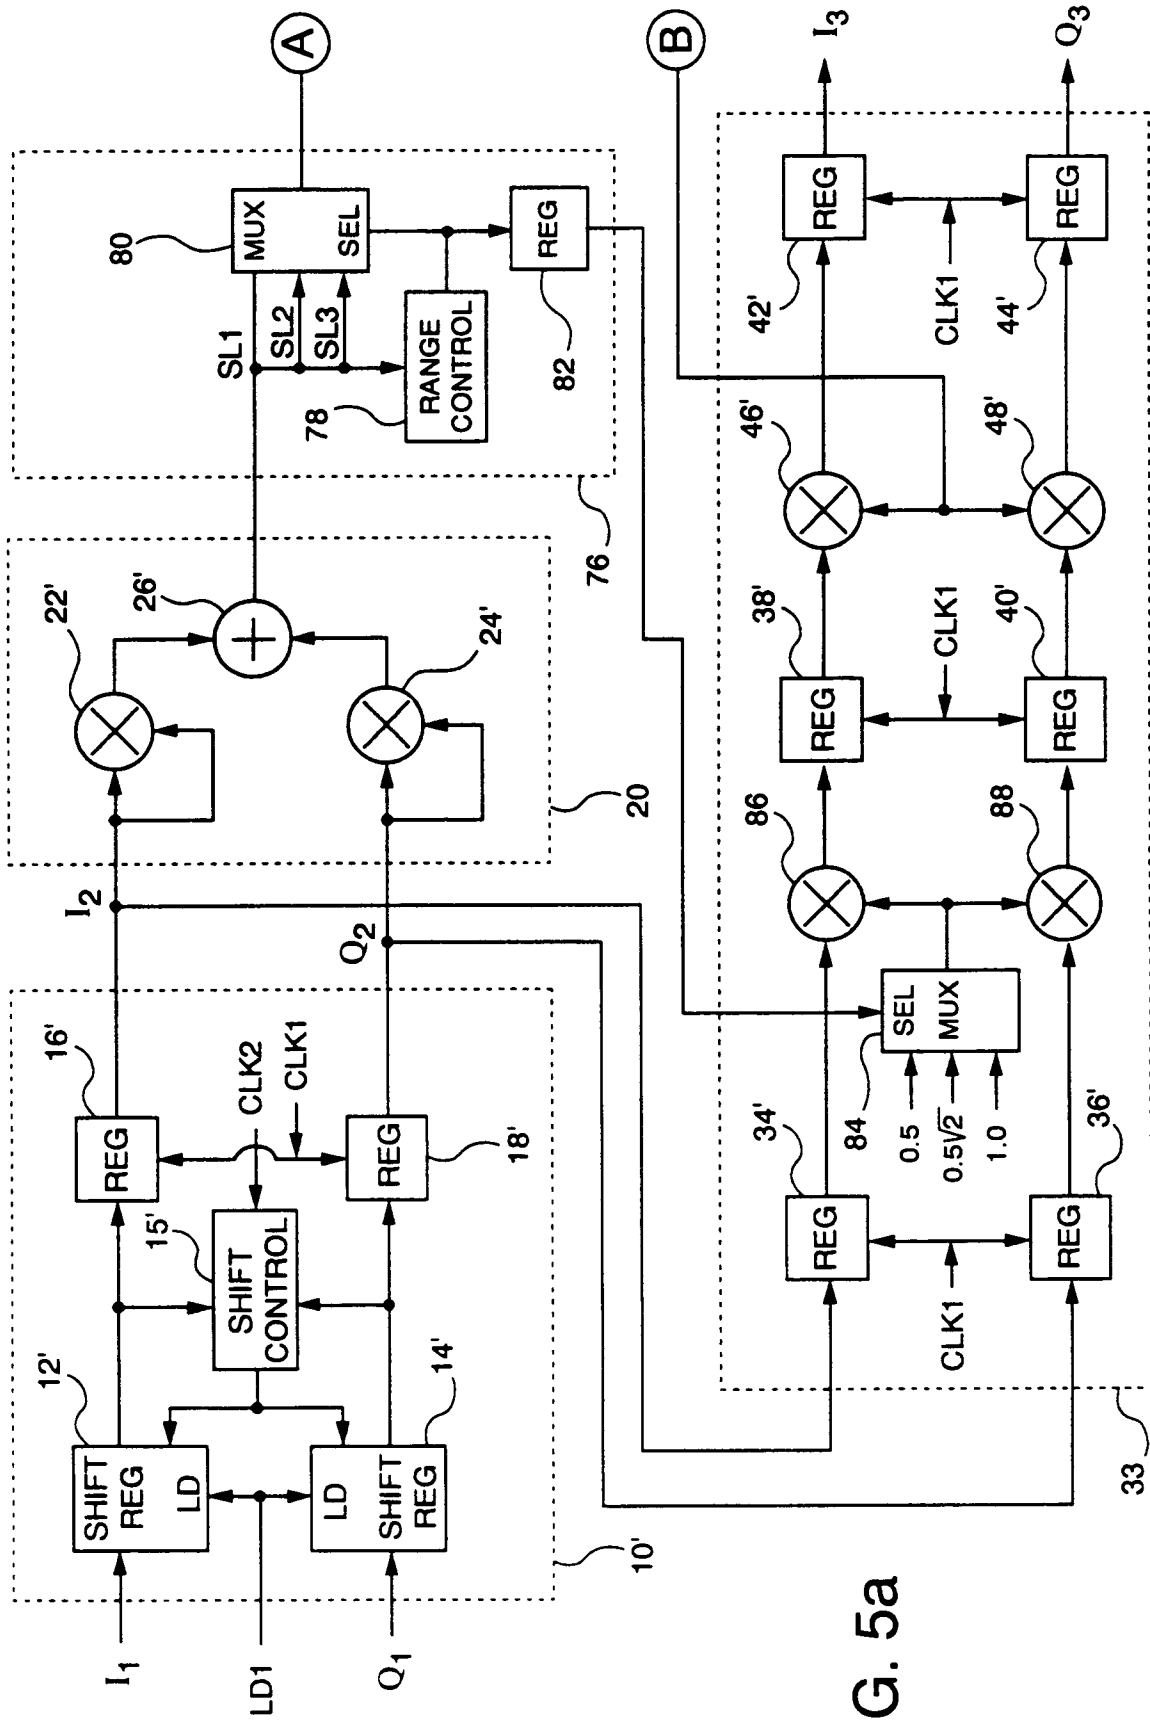 I1
LD1
Q1
SHIFT
REG
LD
12'
LD
SHIFT
REG
14'
SHIFT
CONTROL
15'
REG
16'
REG
18'
CLK2
CLK1
10'
I2
Q2
22'
24'
26'
20
SL1
SL2
SL3
MUX
SEL
80
RANGE
CONTROL
78
REG
82
76
A
B
REG
34'
REG
36'
CLK1
0.5
0.5√2
1.0
SEL
MUX
84
86
88
REG
38'
REG
40'
CLK1
46'
48'
REG
42'
REG
44'
CLK1
I3
Q3
33
G. 5a